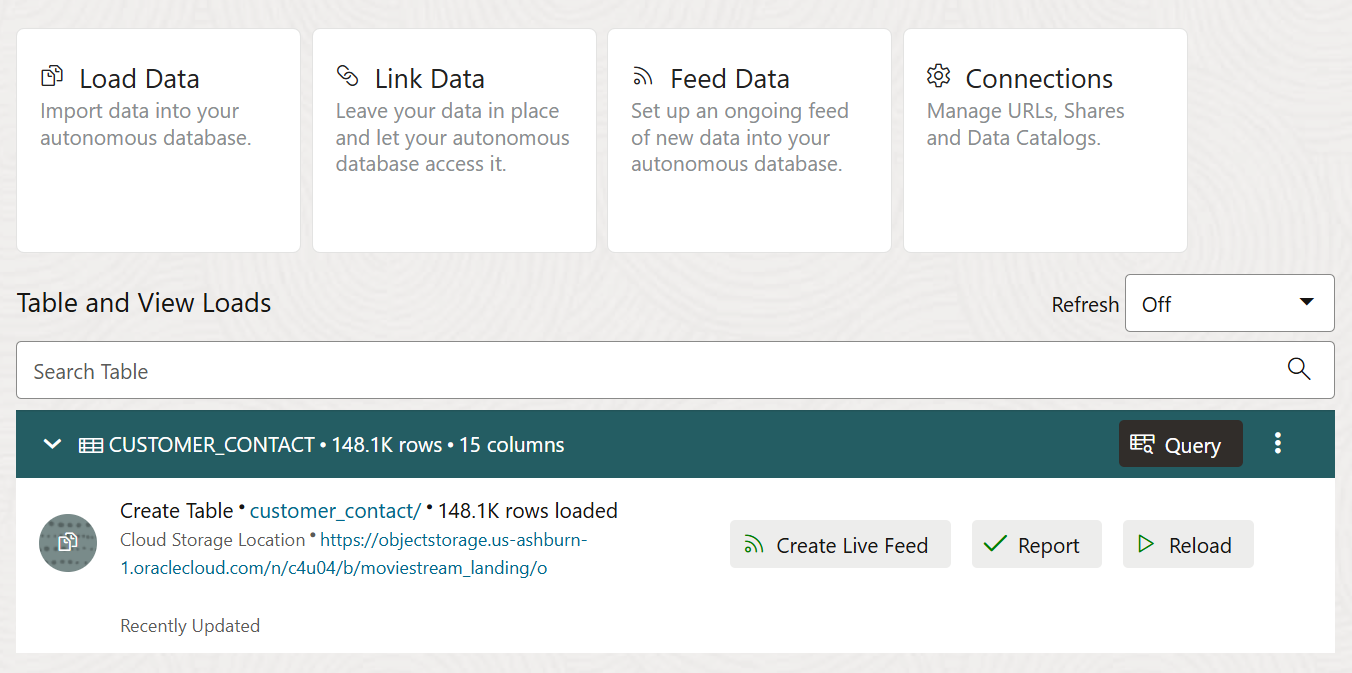 Load Data
Import data into your
autonomous database.
Link Data
Leave your data in place
and let your autonomous
database access it.
Feed Data
Set up an ongoing feed
of new data into your
autonomous database.
Connections
Manage URLs, Shares
and Data Catalogs.
Table and View Loads
Refresh
Off
Search Table
CUSTOMER_CONTACT • 148.1K rows • 15 columns
Query
Create Table • customer_contact/ • 148.1K rows loaded
Cloud Storage Location • https://objectstorage.us-ashburn-
1.oraclecloud.com/n/c4u04/b/moviestream_landing/o
Create Live Feed
Report
Reload
Recently Updated